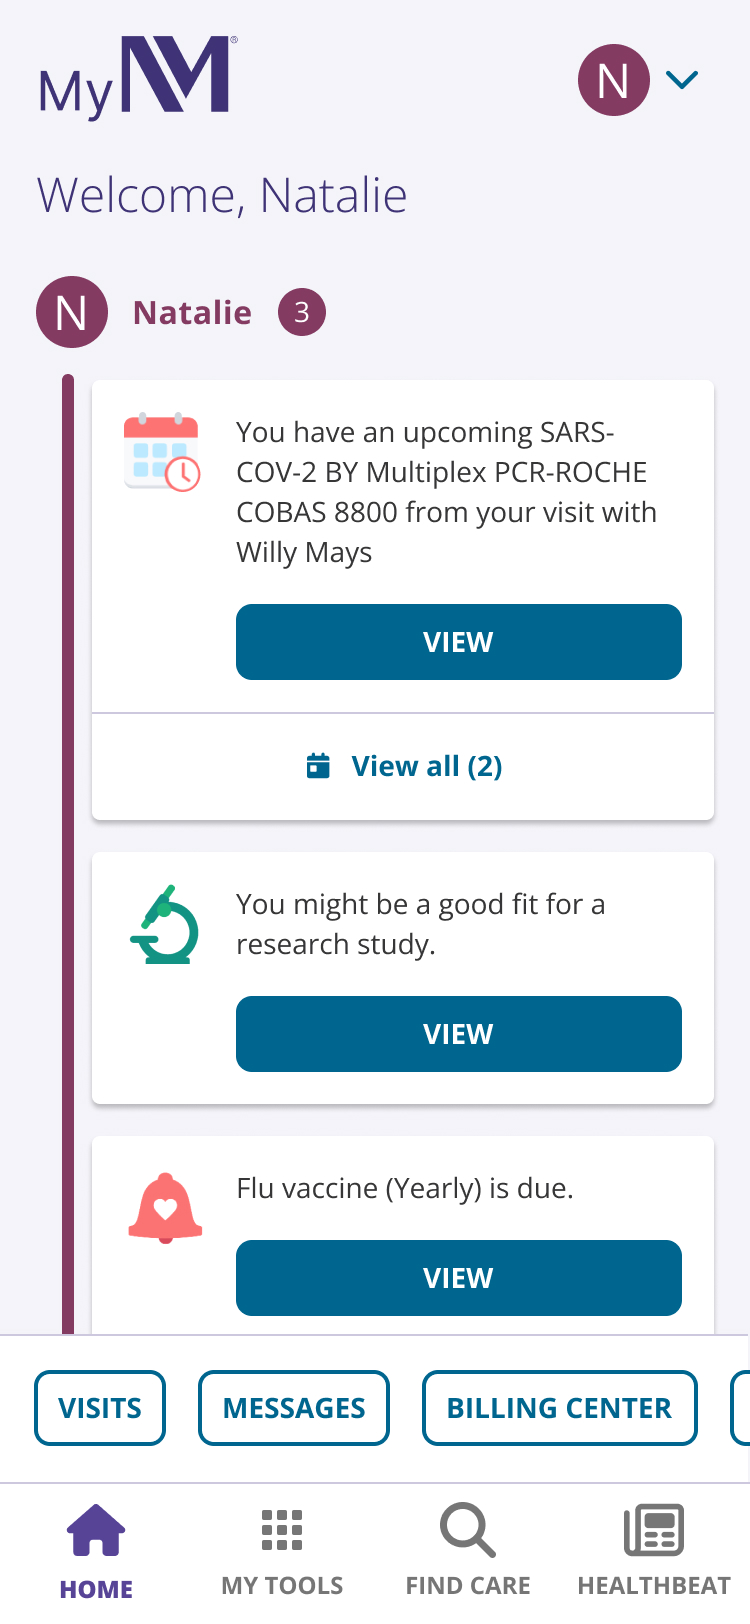 MyNM®
N
Welcome, Natalie
N Natalie 3
You have an upcoming SARS-
COV-2 BY Multiplex PCR-ROCHE
COBAS 8800 from your visit with
Willy Mays
VIEW
View all (2)
You might be a good fit for a
research study.
VIEW
Flu vaccine (Yearly) is due.
VIEW
VISITS MESSAGES BILLING CENTER
HOME MY TOOLS FIND CARE HEALTHBEAT